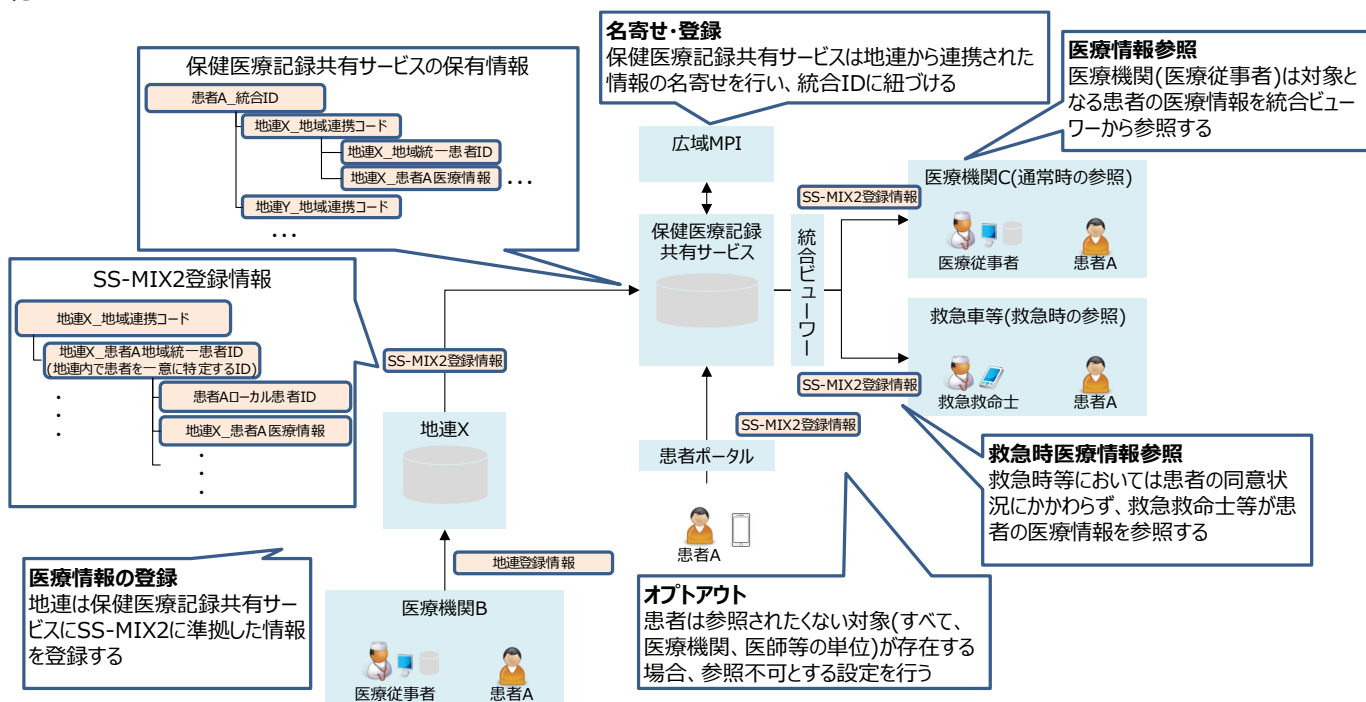 保健医療記録共有サービスの保有情報
患者A_統合ID
地連X_地域連携コード
地連X_地域統一患者ID
地連X_患者A医療情報
・・・
地連Y_地域連携コード
・・・
名寄せ・登録
保健医療記録共有サービスは地連から連携された
情報の名寄せを行い、統合IDに紐づける
医療情報参照
医療機関(医療従事者)は対象と
なる患者の医療情報を統合ビュー
ワーから参照する
広域MPI
保健医療記録
共有サービス
統合ビューワー
SS-MIX2登録情報
医療機関C(通常時の参照)
医療従事者
患者A
救急車等(救急時の参照)
SS-MIX2登録情報
救急救命士
患者A
SS-MIX2登録情報
地連X_地域連携コード
地連X_患者A地域統一患者ID
(地連内で患者を一意に特定するID)
患者Aローカル患者ID
地連X_患者A医療情報
・
・
・
・
・
・
SS-MIX2登録情報
地連X
SS-MIX2登録情報
患者ポータル
患者A
救急時医療情報参照
救急時等においては患者の同意状
況にかかわらず、救急救命士等が患
者の医療情報を参照する
地連登録情報
医療情報の登録
地連は保健医療記録共有サー
ビスにSS-MIX2に準拠した情報
を登録する
医療機関B
医療従事者
患者A
オプトアウト
患者は参照されたくない対象(すべて、
医療機関、医師等の単位)が存在する
場合、参照不可とする設定を行う